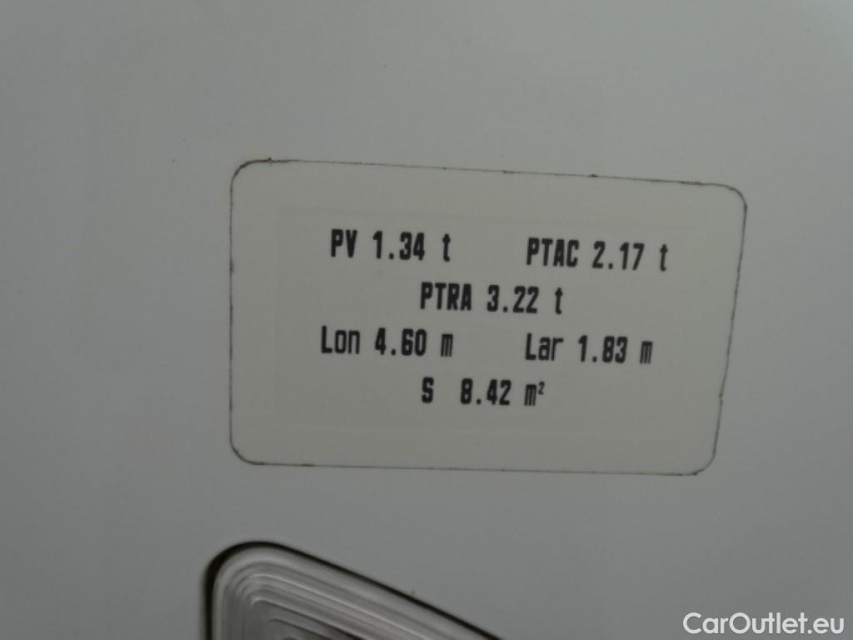 PV 1.34 t PTAC 2.17 t
PTRA 3.22 t
Lon 4.60 m Lar 1.83 m
S 8.42 m²
CarOutlet.eu